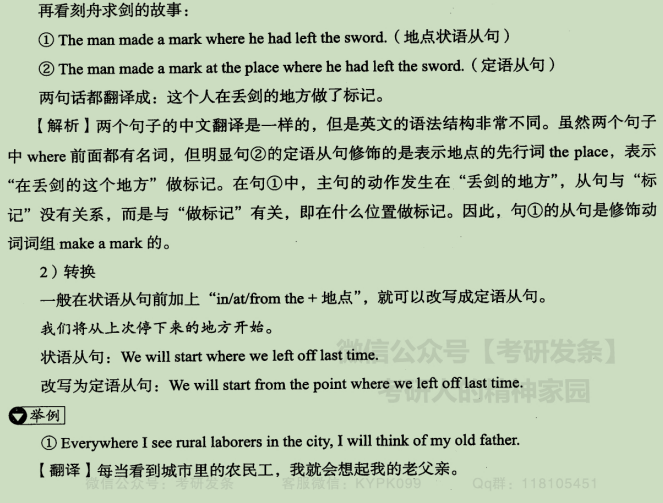 再看刻舟求剑的故事：
① The man made a mark where he had left the sword.（地点状语从句）
② The man made a mark at the place where he had left the sword.（定语从句）
两句话都翻译成：这个人在丢剑的地方做了标记。
【解析】两个句子的中文翻译是一样的，但是英文的语法结构非常不同。虽然两个句子
中 where 前面都有名词，但明显句②的定语从句修饰的是表示地点的先行词 the place，表示
“在丢剑的这个地方”做标记。在句①中，主句的动作发生在“丢剑的地方”，从句与“标
记”没有关系，而是与“做标记”有关，即在什么位置做标记。因此，句①的从句是修饰动
词词组 make a mark 的。
2）转换
一般在状语从句前加上“in/at/from the + 地点”，就可以改写成定语从句。
我们将从上次停下来的地方开始。
微信公众号【考研发条】
状语从句：We will start where we left off last time.
改写为定语从句：We will start from the point where we left off last time.
考研人的精神家园
举例
① Everywhere I see rural laborers in the city, I will think of my old father.
【翻译】每当看到城市里的农民工，我就会想起我的老父亲。
微信公众号：考研发条 客服微信：KYPK099 Qq群：118105451